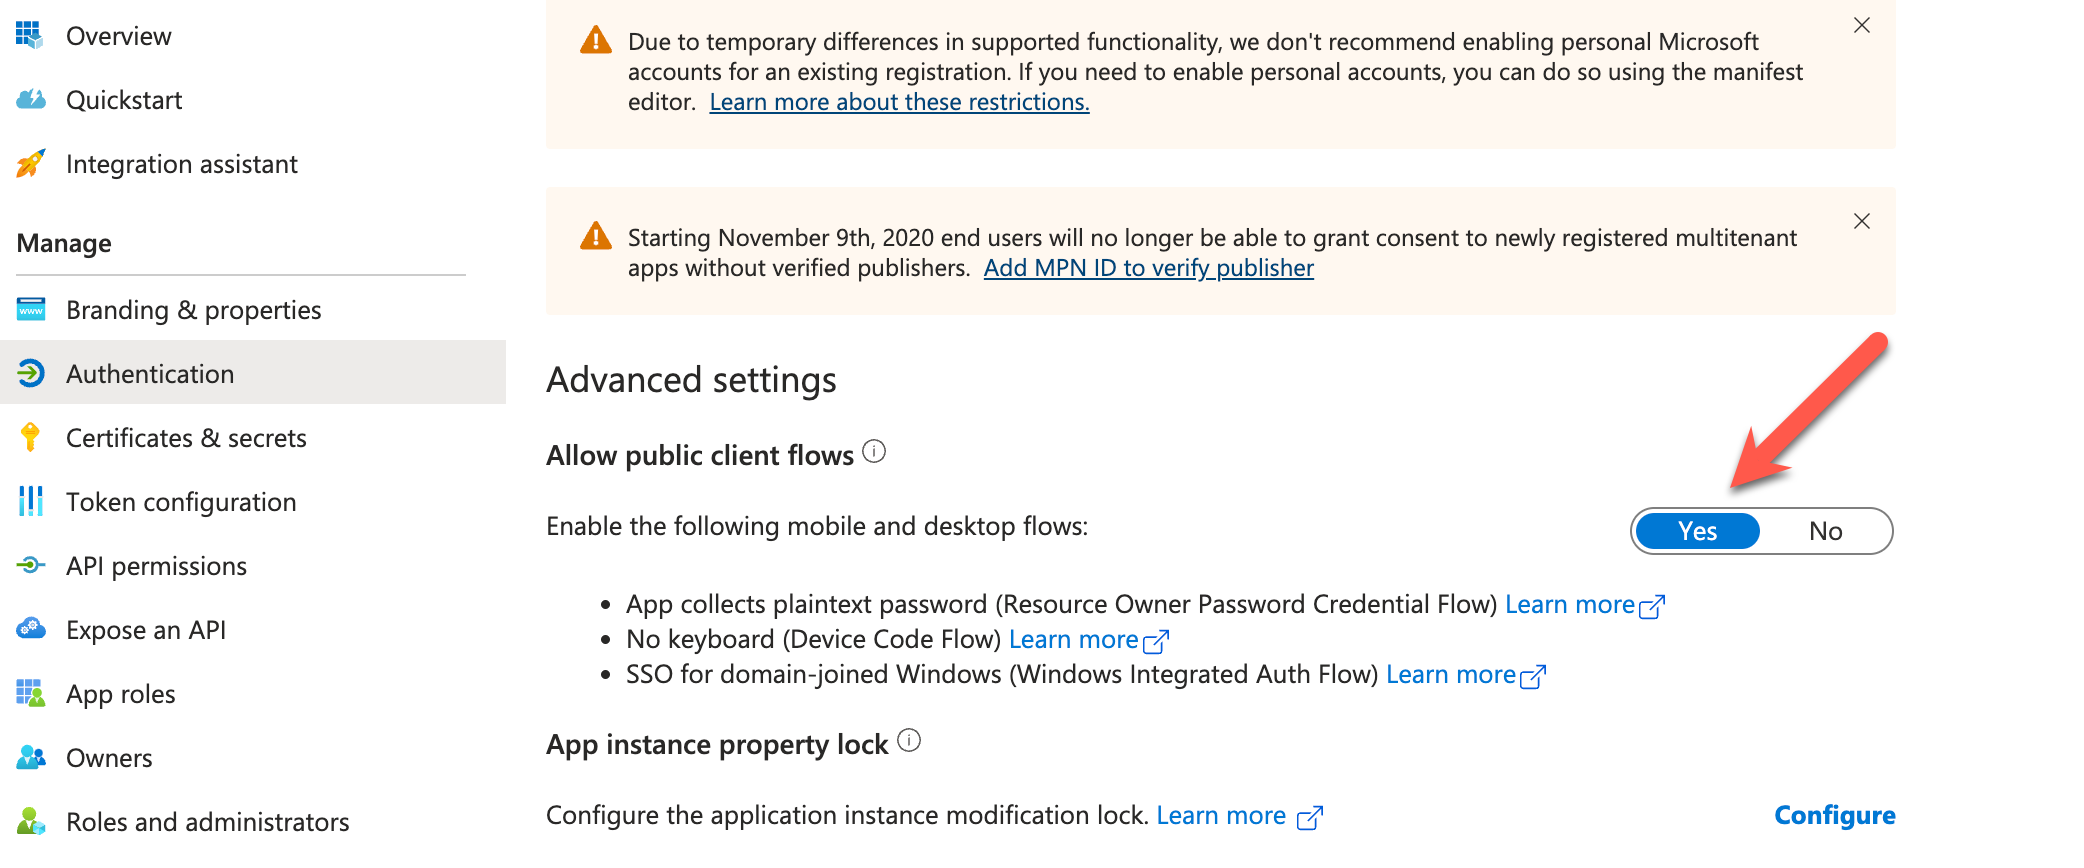 Overview
Quickstart
Integration assistant
Manage
www
Branding & properties
Authentication
Certificates & secrets
Token configuration
API permissions
Expose an API
App roles
Owners
Roles and administrators
Due to temporary differences in supported functionality, we don't recommend enabling personal Microsoft
accounts for an existing registration. If you need to enable personal accounts, you can do so using the manifest
editor. Learn more about these restrictions.
Starting November 9th, 2020 end users will no longer be able to grant consent to newly registered multitenant
apps without verified publishers. Add MPN ID to verify publisher
Advanced settings
Allow public client flows
Enable the following mobile and desktop flows:
Yes No
• App collects plaintext password (Resource Owner Password Credential Flow) Learn more
• No keyboard (Device Code Flow) Learn more
• SSO for domain-joined Windows (Windows Integrated Auth Flow) Learn more
App instance property lock
Configure the application instance modification lock. Learn more
Configure